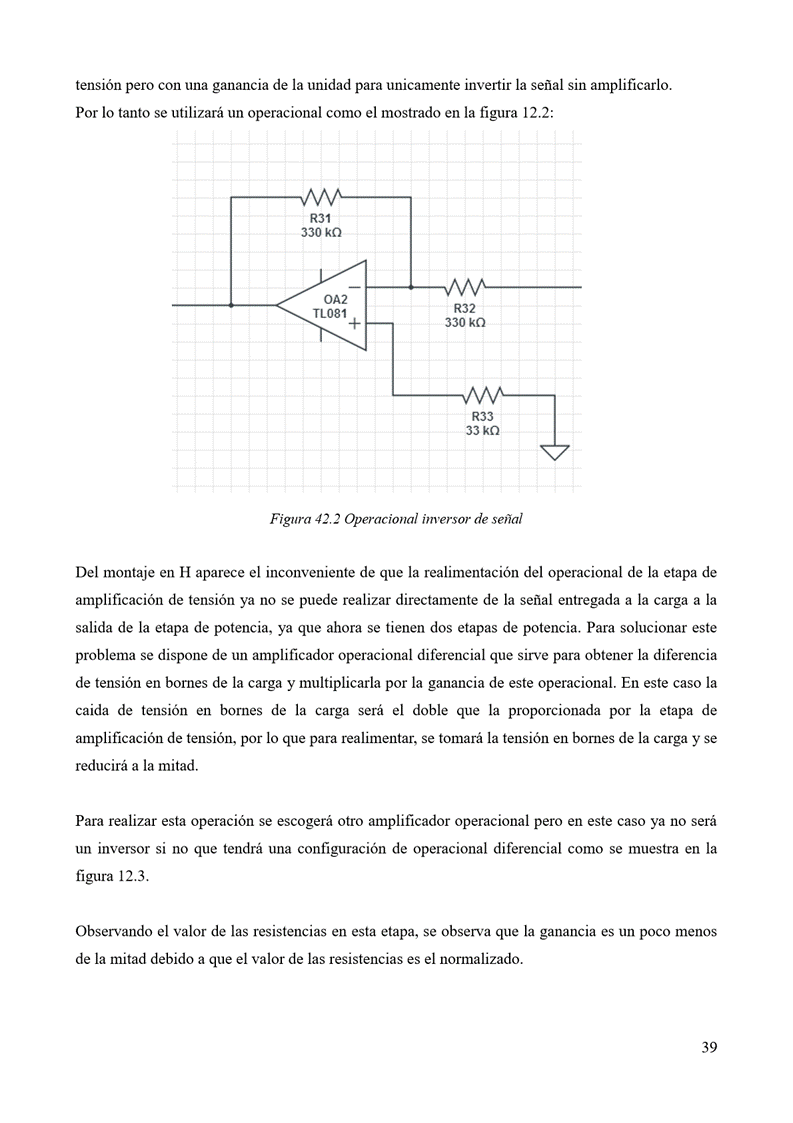 tensión pero con una ganancia de la unidad para unicamente invertir la señal sin amplificarlo.
Por lo tanto se utilizará un operacional como el mostrado en la figura 12.2:
R31
330 kΩ
OA2
TL081
R32
330 kΩ
R33
33 kΩ
Figura 42.2 Operacional inversor de señal
Del montaje en H aparece el inconveniente de que la realimentación del operacional de la etapa de
amplificación de tensión ya no se puede realizar directamente de la señal entregada a la carga a la
salida de la etapa de potencia, ya que ahora se tienen dos etapas de potencia. Para solucionar este
problema se dispone de un amplificador operacional diferencial que sirve para obtener la diferencia
de tensión en bornes de la carga y multiplicarla por la ganancia de este operacional. En este caso la
caida de tensión en bornes de la carga será el doble que la proporcionada por la etapa de
amplificación de tensión, por lo que para realimentar, se tomará la tensión en bornes de la carga y se
reducirá a la mitad.
Para realizar esta operación se escogerá otro amplificador operacional pero en este caso ya no será
un inversor si no que tendrá una configuración de operacional diferencial como se muestra en la
figura 12.3.
Observando el valor de las resistencias en esta etapa, se observa que la ganancia es un poco menos
de la mitad debido a que el valor de las resistencias es el normalizado.
39